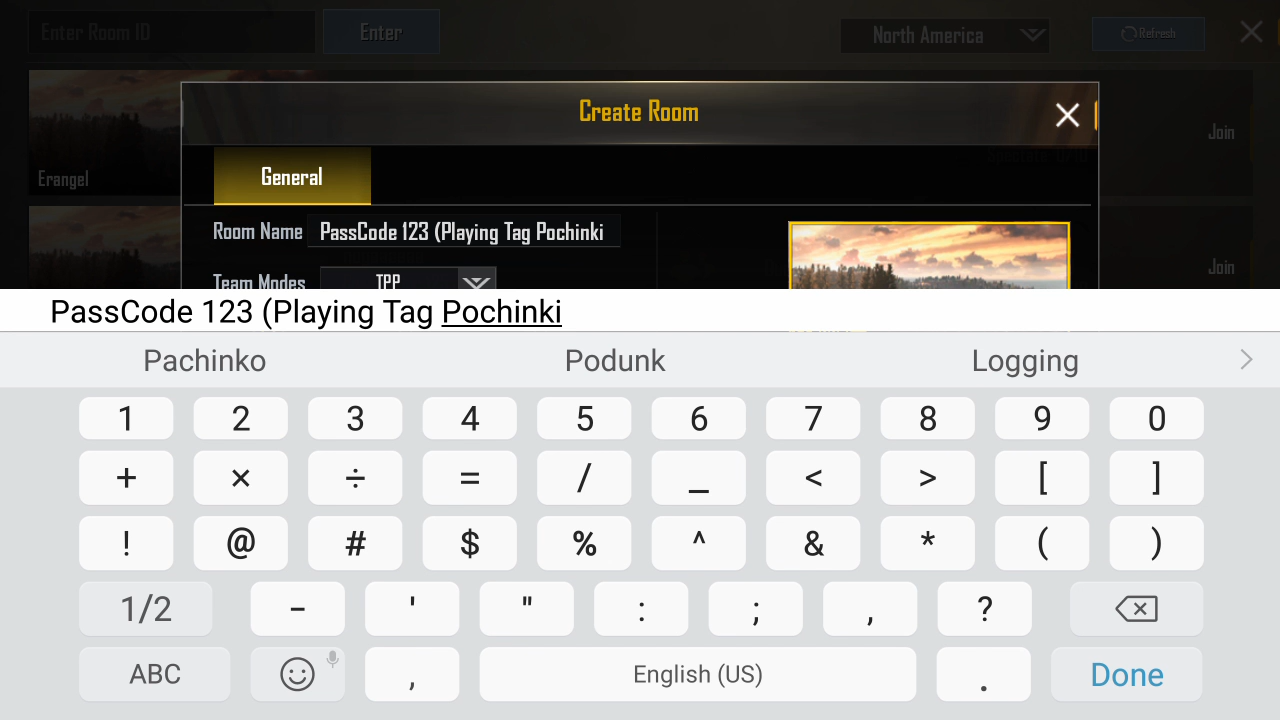 Enter Room ID
Enter
North America
Refresh
Create Room
Join
Erangel
General
Room Name
PassCode 123 (Playing Tag Pochinki
Join
Team Modes
TPP
PassCode 123 (Playing Tag Pochinki
Pachinko
Podunk
Logging
1 2 3 4 5 6 7 8 9 0
+ × ÷ = / _ < > [ ]
! @ # $ % ^ & * ( )
1/2 - ' " : ; , ?
ABC , English (US) . Done